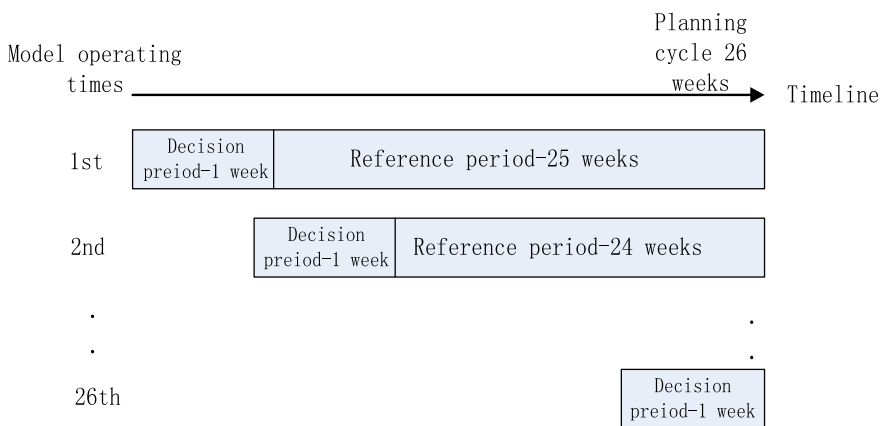 Planning
cycle 26
weeks
Model operating
times
Timeline
1st
Decision
preiod-1 week
Reference period-25 weeks
2nd
Decision
preiod-1 week
Reference period-24 weeks
.
.
.
.
26th
Decision
preiod-1 week